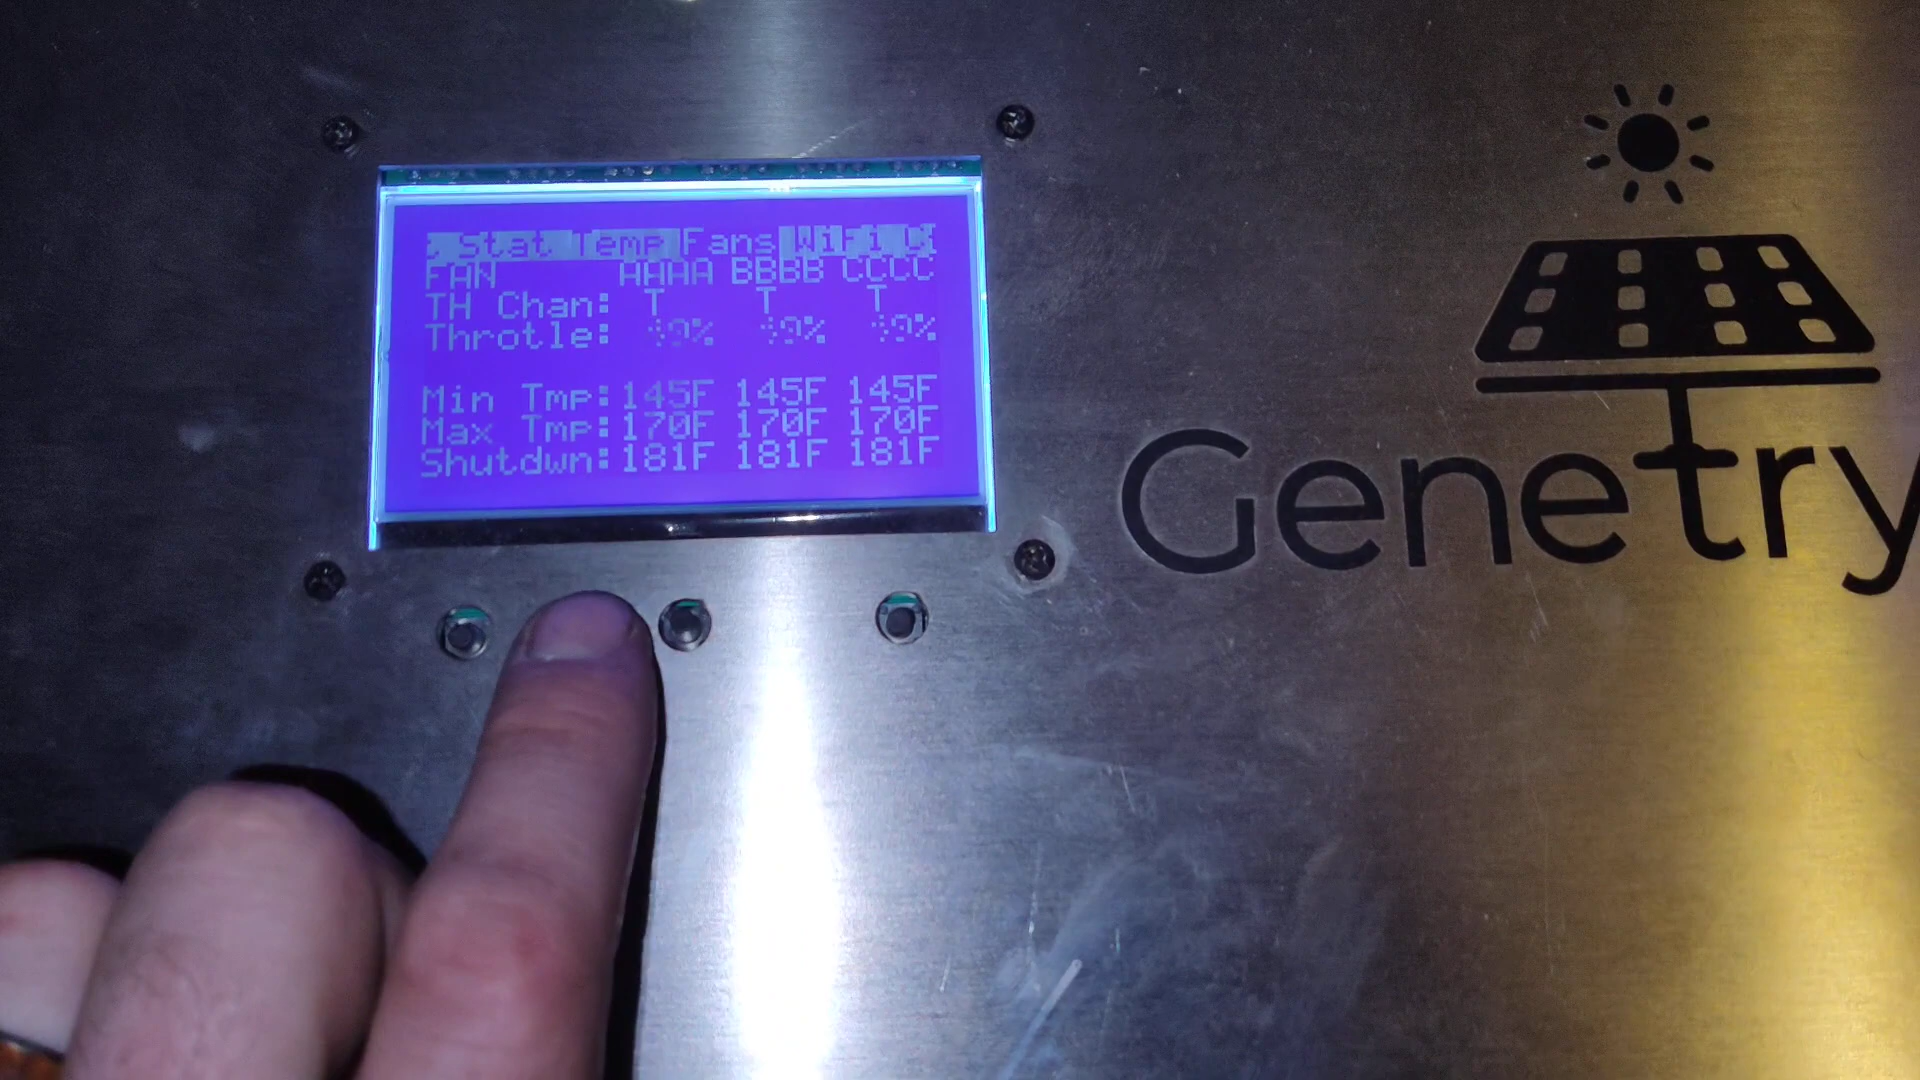 Stat Temp Fans WiFi C
FAN AAAA BBBB CCCC
TH Chan: T T T
Throtle: % % %
Min Tmp: 145F 145F 145F
Max Tmp: 170F 170F 170F
Shutdwn: 181F 181F 181F
Genetry